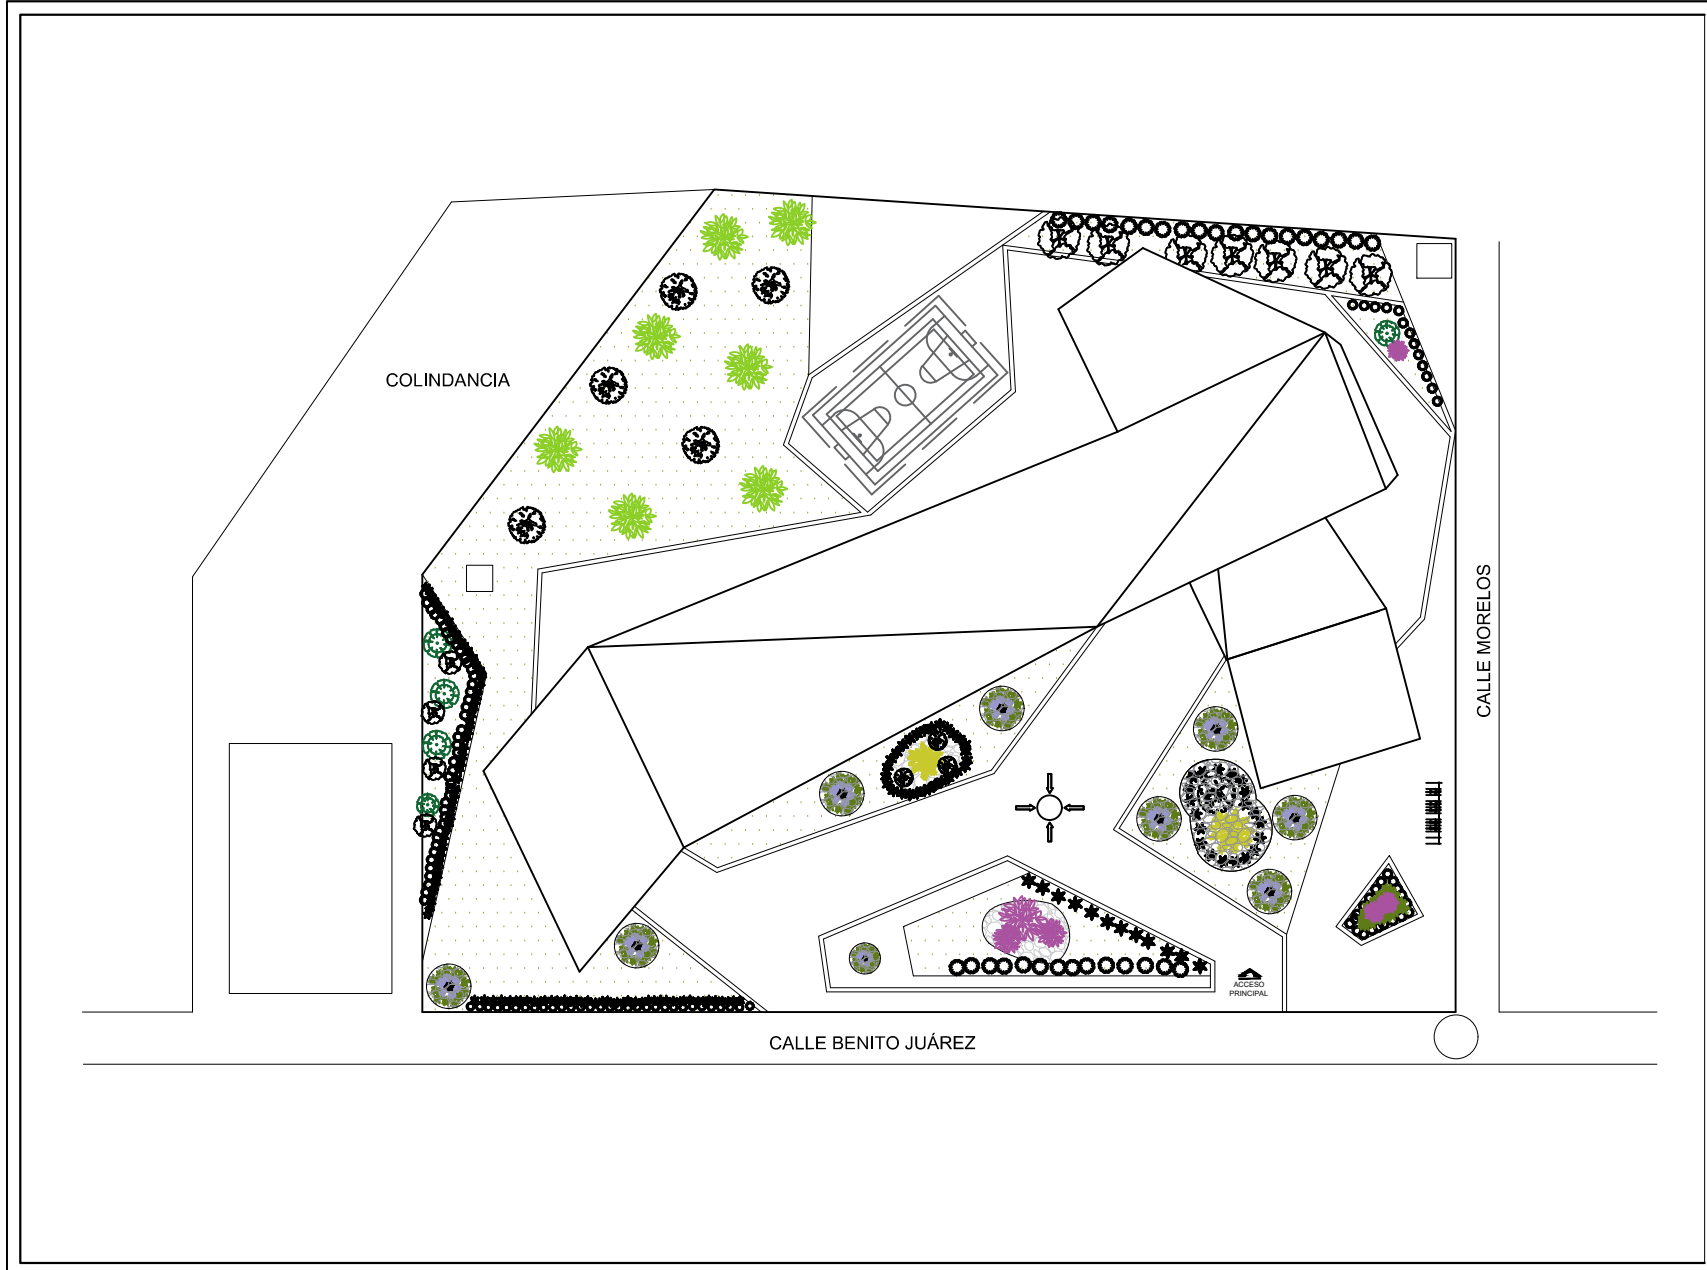 COLINDANCIA
CALLE MORELOS
ACCESO
PRINCIPAL
CALLE BENITO JUÁREZ